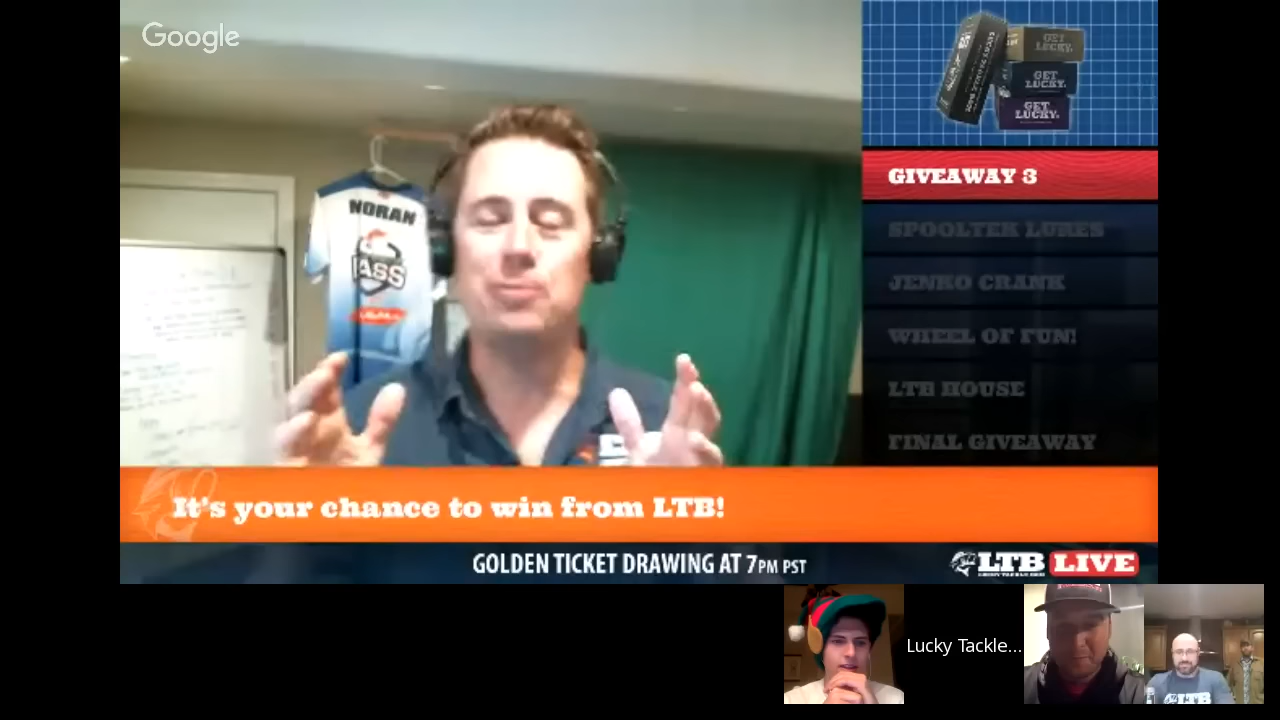 Google
NORAN
GET
LUCKY.
GET
LUCKY.
GET
LUCKY.
GIVEAWAY 3
SPOOLTEK LURES
JENKO CRANK
WHEEL OF FUN!
LTB HOUSE
FINAL GIVEAWAY
It's your chance to win from LTB!
GOLDEN TICKET DRAWING AT 7PM PST
LTB LIVE
Lucky Tackle...
LTB